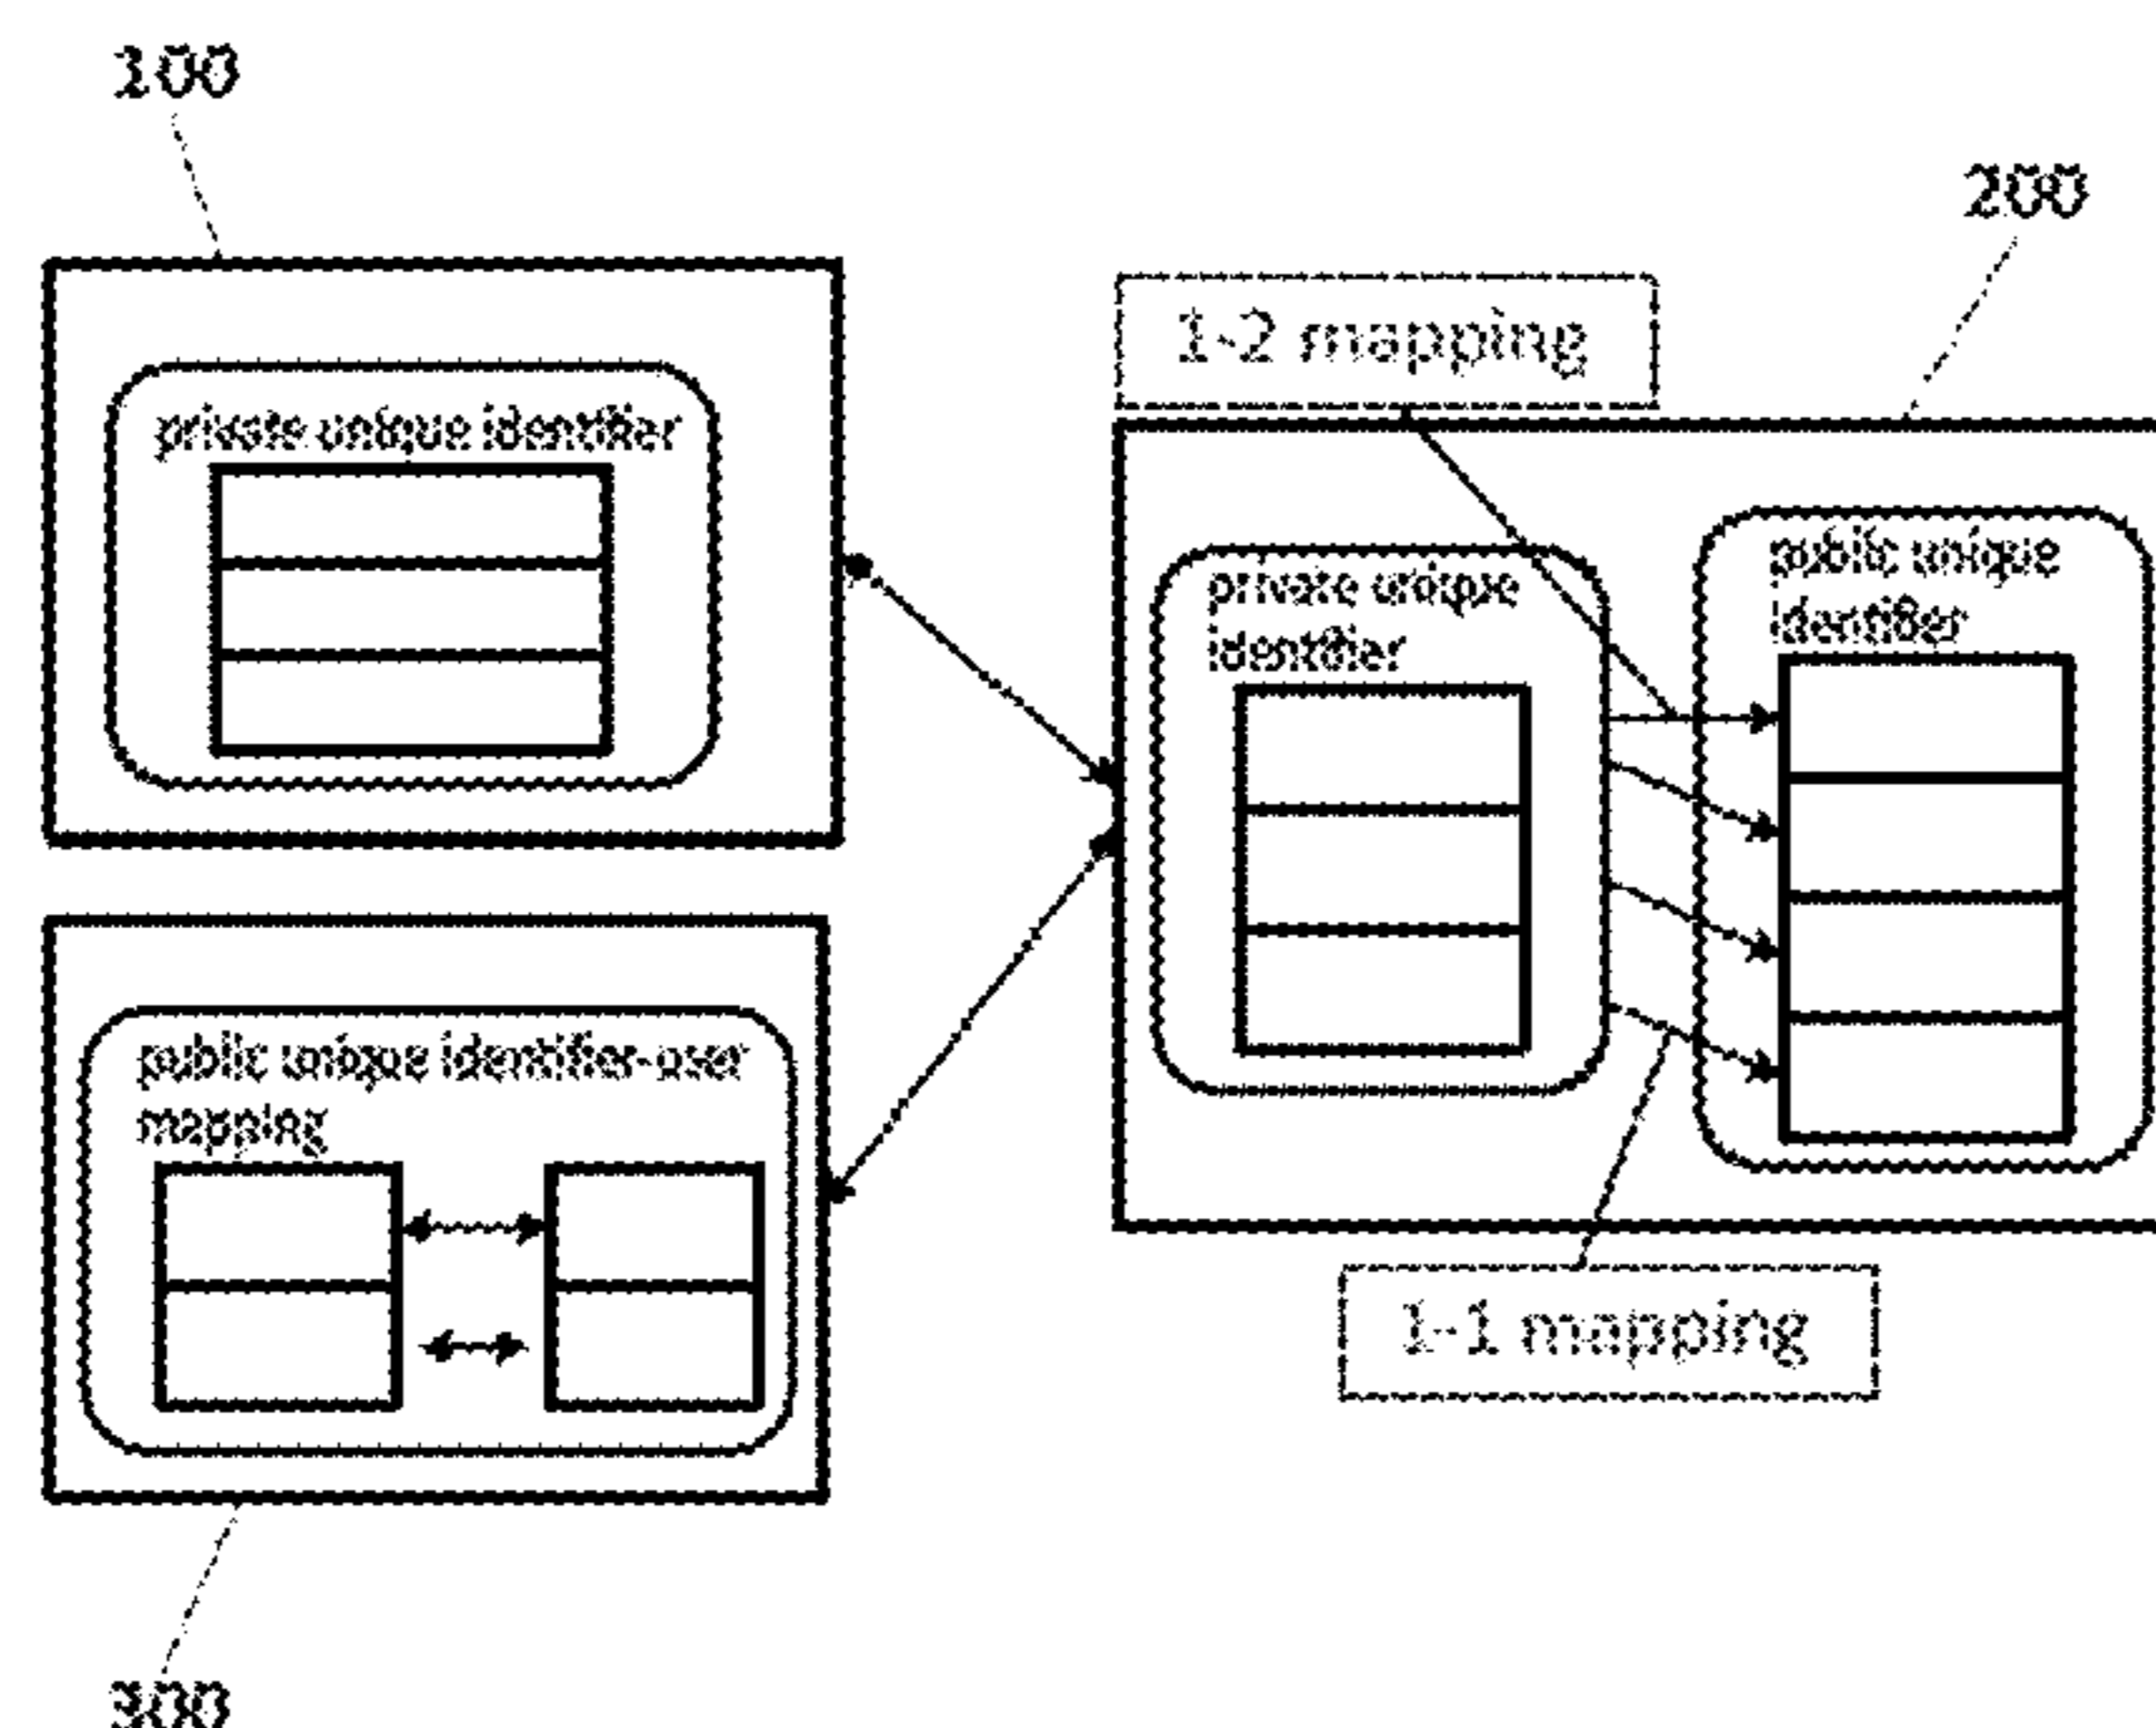 100
200
1-2 mapping
private unique identifier
private unique
identifier
public unique
identifier
public unique identifier-user
mapping
1-1 mapping
300